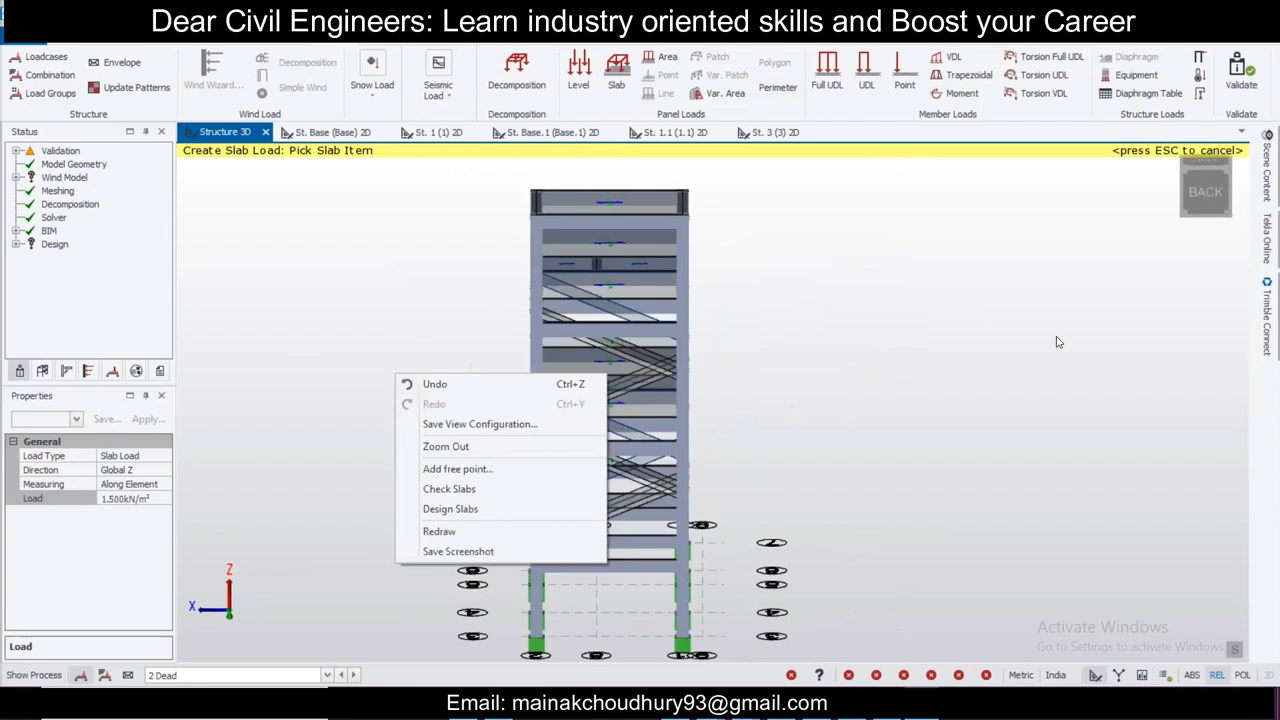 Dear Civil Engineers: Learn industry oriented skills and Boost your Career
Loadcases
Envelope
Combination
Load Groups
Update Patterns
Structure
Wind Wizard...
Decomposition
Simple Wind
Wind Load
Snow Load
Seismic Load
Decomposition
Decomposition
Level
Slab
Area
Patch
Polygon
Point
Var. Patch
Line
Var. Area
Perimeter
Panel Loads
Full UDL
UDL
Point
VDL
Torsion Full UDL
Trapezoidal
Torsion UDL
Moment
Torsion VDL
Member Loads
Diaphragm
Equipment
Diaphragm Table
Structure Loads
Validate
Validate
Status
Structure 3D
St. Base (Base) 2D
St. 1 (1) 2D
St. Base.1 (Base.1) 2D
St. 1.1 (1.1) 2D
St. 3 (3) 2D
Create Slab Load: Pick Slab Item
<press ESC to cancel>
Validation
Model Geometry
Wind Model
Meshing
Decomposition
Solver
BIM
Design
BACK
Scene Content
Tekla Online
Trimble Connect
Properties
Save...
Apply...
General
Load Type Slab Load
Direction Global Z
Measuring Along Element
Load 1.500kN/m²
Undo Ctrl+Z
Redo Ctrl+Y
Save View Configuration...
Zoom Out
Add free point...
Check Slabs
Design Slabs
Redraw
Save Screenshot
Z
X
Load
Activate Windows
Go to Settings to activate Windows
S
Show Process
2 Dead
Metric
India
ABS
REL
POL
3D
Email: mainakchoudhury93@gmail.com